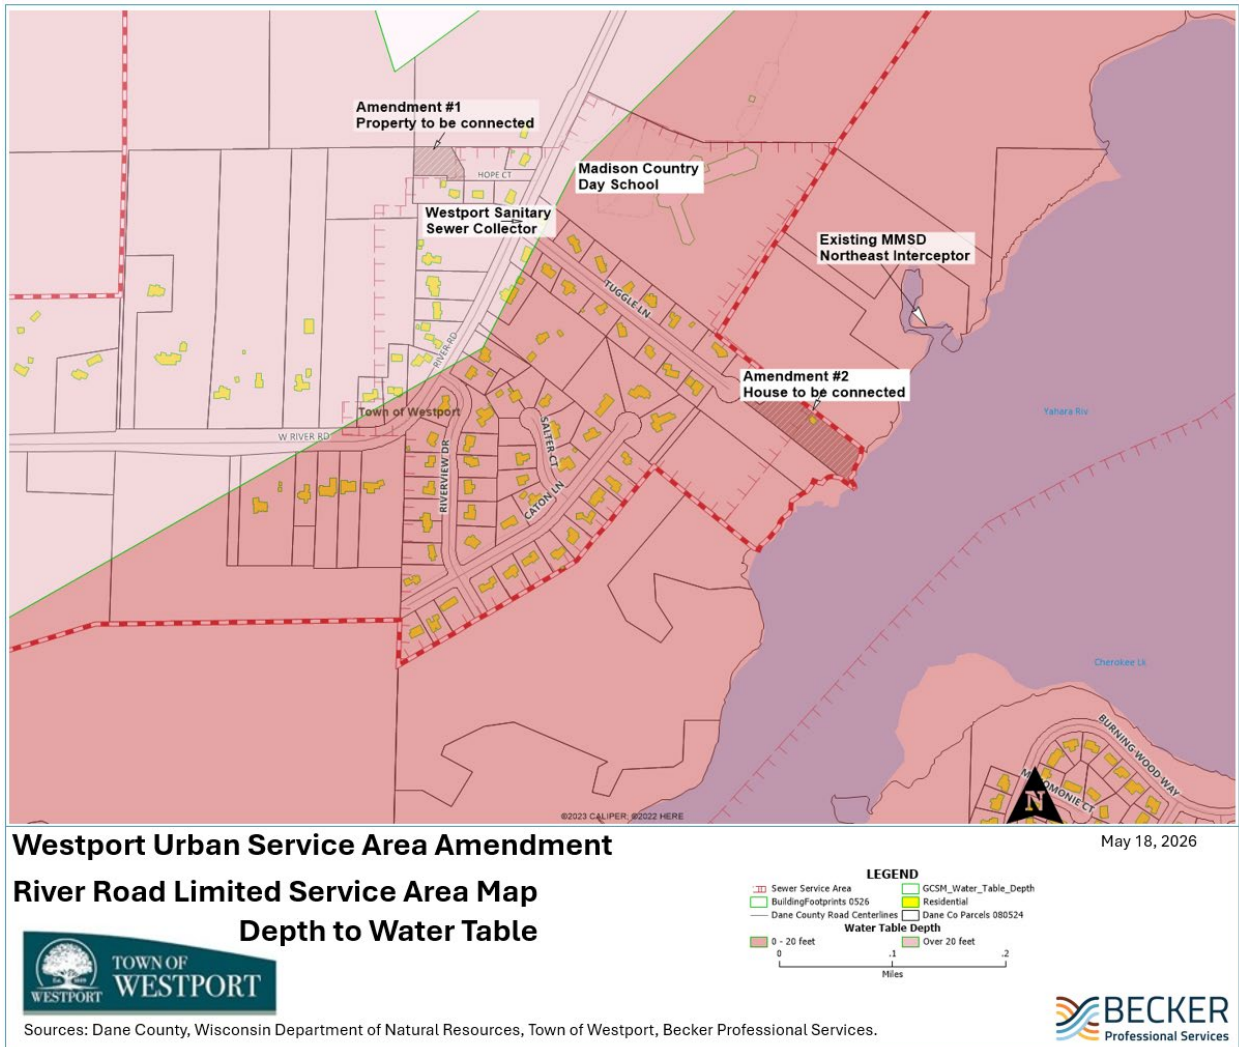 Amendment #1
Property to be connected
HOPE CT
Madison Country
Day School
Westport Sanitary
Sewer Collector
Existing MMSD
Northeast Interceptor
TUGGLE LN
RIVER RD
Amendment #2
House to be connected
Town of Westport
Yahara Riv
W RIVER RD
SALTER CT
RIVERVIEW DR
CATON LN
Cherokee Lk
BURNING WOOD WAY
OMONIE CT
N
©2023 CALIPER; ©2022 HERE
Westport Urban Service Area Amendment
May 18, 2026
River Road Limited Service Area Map
Depth to Water Table
LEGEND
Sewer Service Area
GCSM_Water_Table_Depth
BuildingFootprints 0526
Residential
Dane County Road Centerlines
Dane Co Parcels 080524
Water Table Depth
0 - 20 feet
Over 20 feet
0 .1 .2
Miles
TOWN OF
WESTPORT
WESTPORT
BECKER
Professional Services
Sources: Dane County, Wisconsin Department of Natural Resources, Town of Westport, Becker Professional Services.